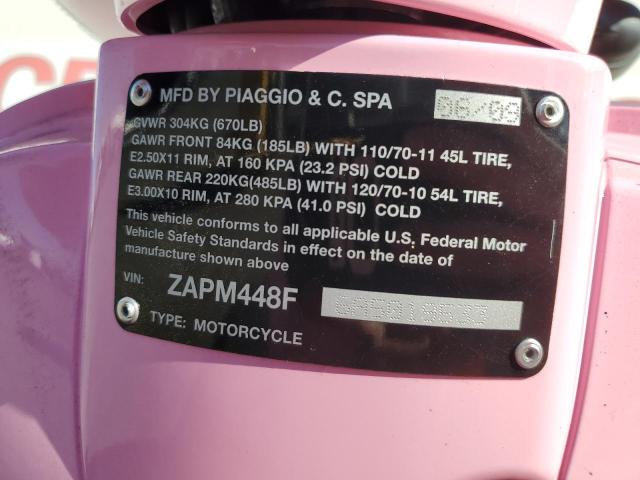 MFD BY PIAGGIO & C. SPA 06/09
GVWR 304KG (670LB)
GAWR FRONT 84KG (185LB) WITH 110/70-11 45L TIRE,
E2.50X11 RIM, AT 160 KPA (23.2 PSI) COLD
GAWR REAR 220KG(485LB) WITH 120/70-10 54L TIRE,
E3.00X10 RIM, AT 280 KPA (41.0 PSI) COLD
This vehicle conforms to all applicable U.S. Federal Motor
Vehicle Safety Standards in effect on the date of
manufacture shown above
VIN: ZAPM448F
TYPE: MOTORCYCLE